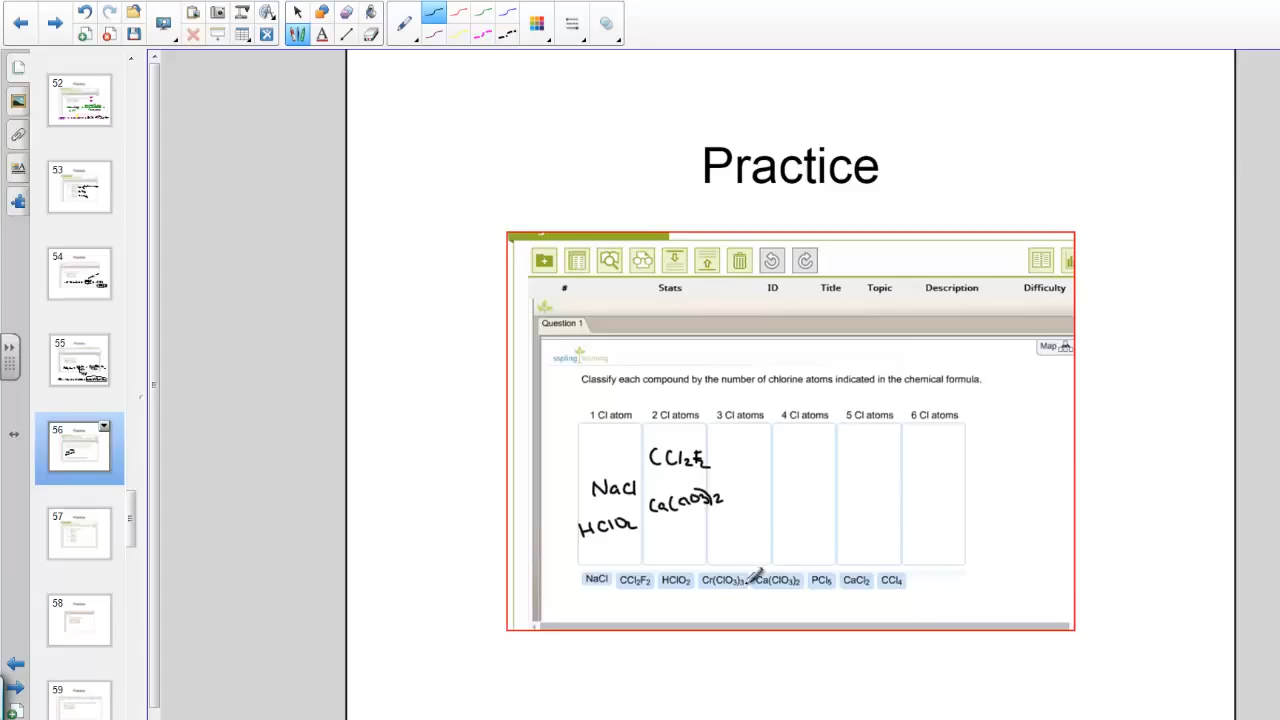 52
53
54
55
56
57
58
59
Practice
# Stats ID Title Topic Description Difficulty
Question 1
Map
sapling learning
Classify each compound by the number of chlorine atoms indicated in the chemical formula.
1 Cl atom 2 Cl atoms 3 Cl atoms 4 Cl atoms 5 Cl atoms 6 Cl atoms
CCl₂F₂
NaCl
Ca(ClO₃)₂
HClO₂
NaCl CCl₂F₂ HClO₂ Cr(ClO₃)₃ Ca(ClO₃)₂ PCl₅ CaCl₂ CCl₄